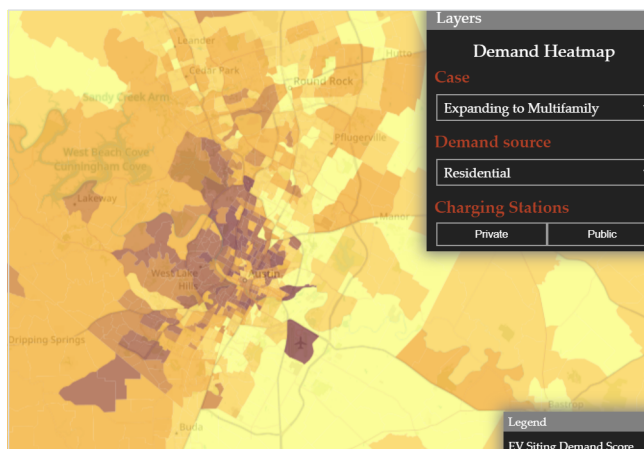 Layers
Demand Heatmap
Case
Expanding to Multifamily
Demand source
Residential
Charging Stations
Private Public
Leander
Hutto
Cedar Park
Round Rock
Sandy Creek Arm
Pflugerville
West Beach Cove
Cunningham Cove
Lakeway
Manor
West Lake
Hills
Austin
Dripping Springs
Buda
Bastrop
Legend
EV Siting Demand Score